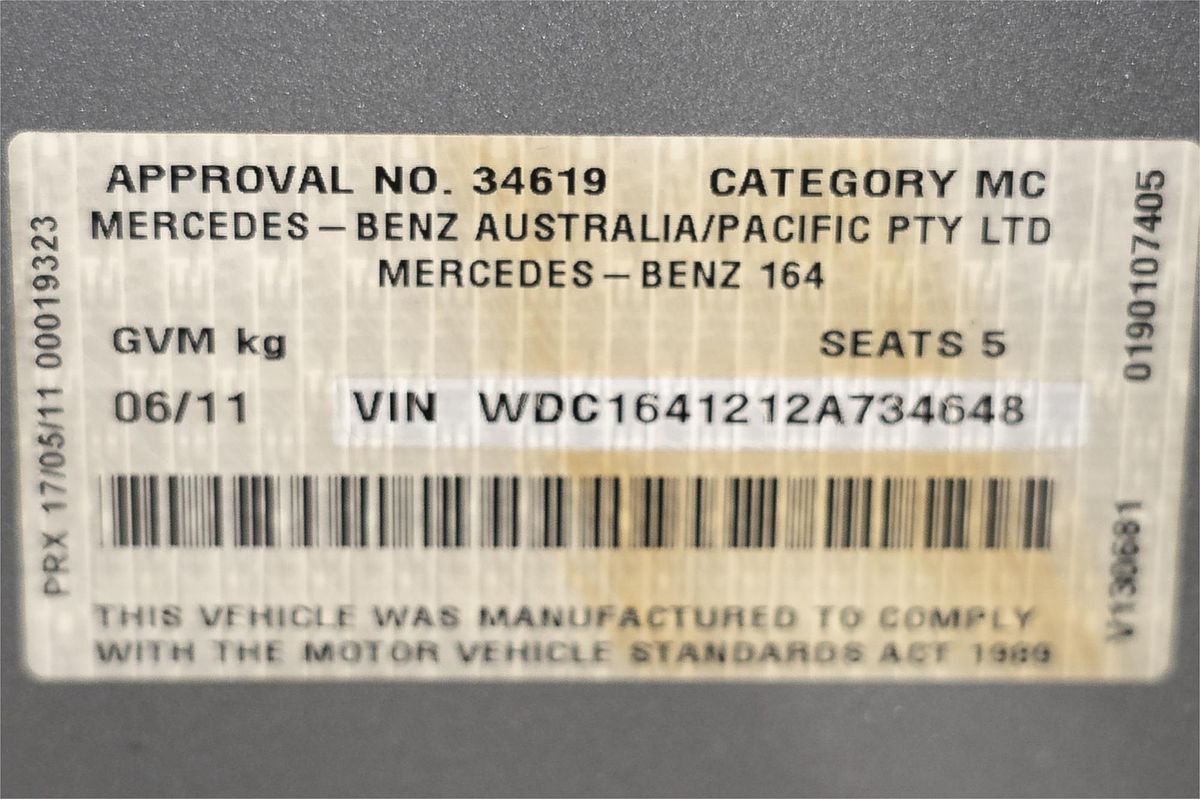 APPROVAL NO. 34619 CATEGORY MC
MERCEDES-BENZ AUSTRALIA/PACIFIC PTY LTD
MERCEDES-BENZ 164
GVM kg SEATS 5
06/11 VIN WDC1641212A734648
THIS VEHICLE WAS MANUFACTURED TO COMPLY
WITH THE MOTOR VEHICLE STANDARDS ACT 1989
PRX 17/05/11 00019323
0190107405
V130681